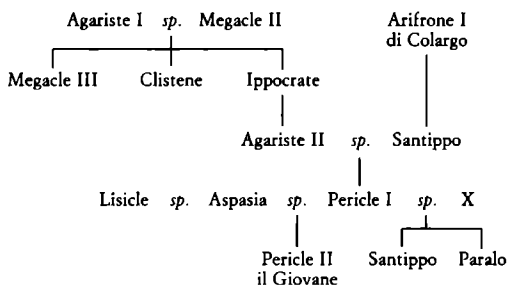 Agariste I sp. Megacle II Arifrone I
di Colargo
Megacle III Clistene Ippocrate
Agariste II sp. Santippo
Lisicle sp. Aspasia sp. Pericle I sp. X
Pericle II Santippo Paralo
il Giovane